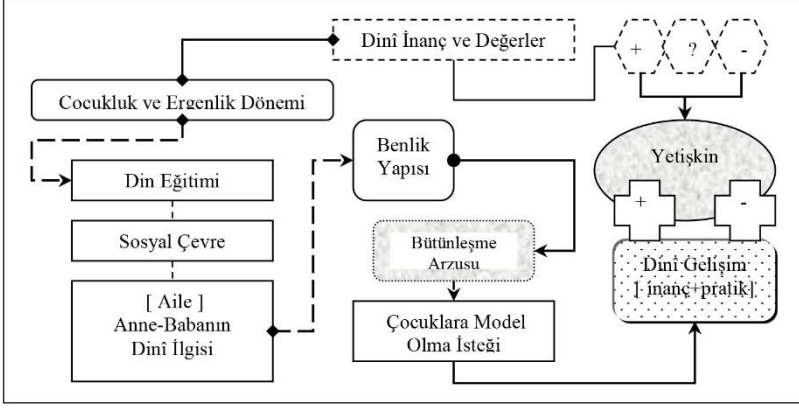 Dinî İnanç ve Değerler
+ ? -
Çocukluk ve Ergenlik Dönemi
Benlik
Yapısı
Yetişkin
Din Eğitimi
+ -
Sosyal Çevre
Bütünleşme
Arzusu
Dinî Gelişim
[ inanç+pratik]
[ Aile ]
Anne-Babanın
Dinî İlgisi
Çocuklara Model
Olma İsteği